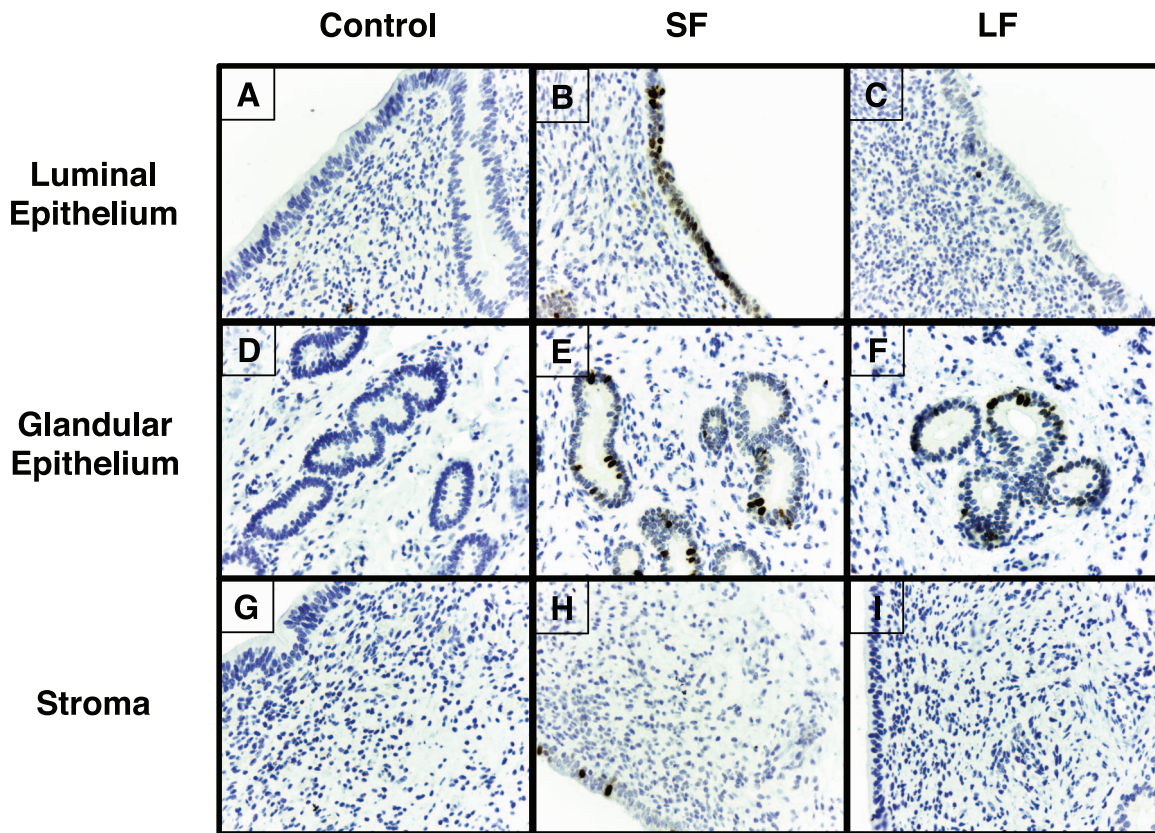 Control SF LF
Luminal
Epithelium
A B C
Glandular
Epithelium
D E F
Stroma
G H I